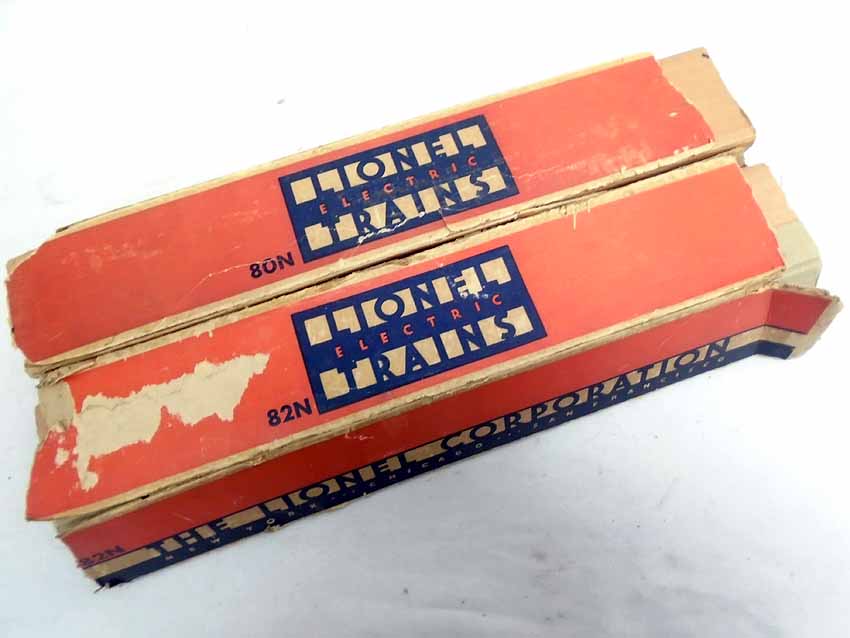 LIONEL
ELECTRIC
TRAINS
80N
LIONEL
ELECTRIC
TRAINS
82N
THE LIONEL CORPORATION
NEW YORK · CHICAGO · SAN FRANCISCO
82N